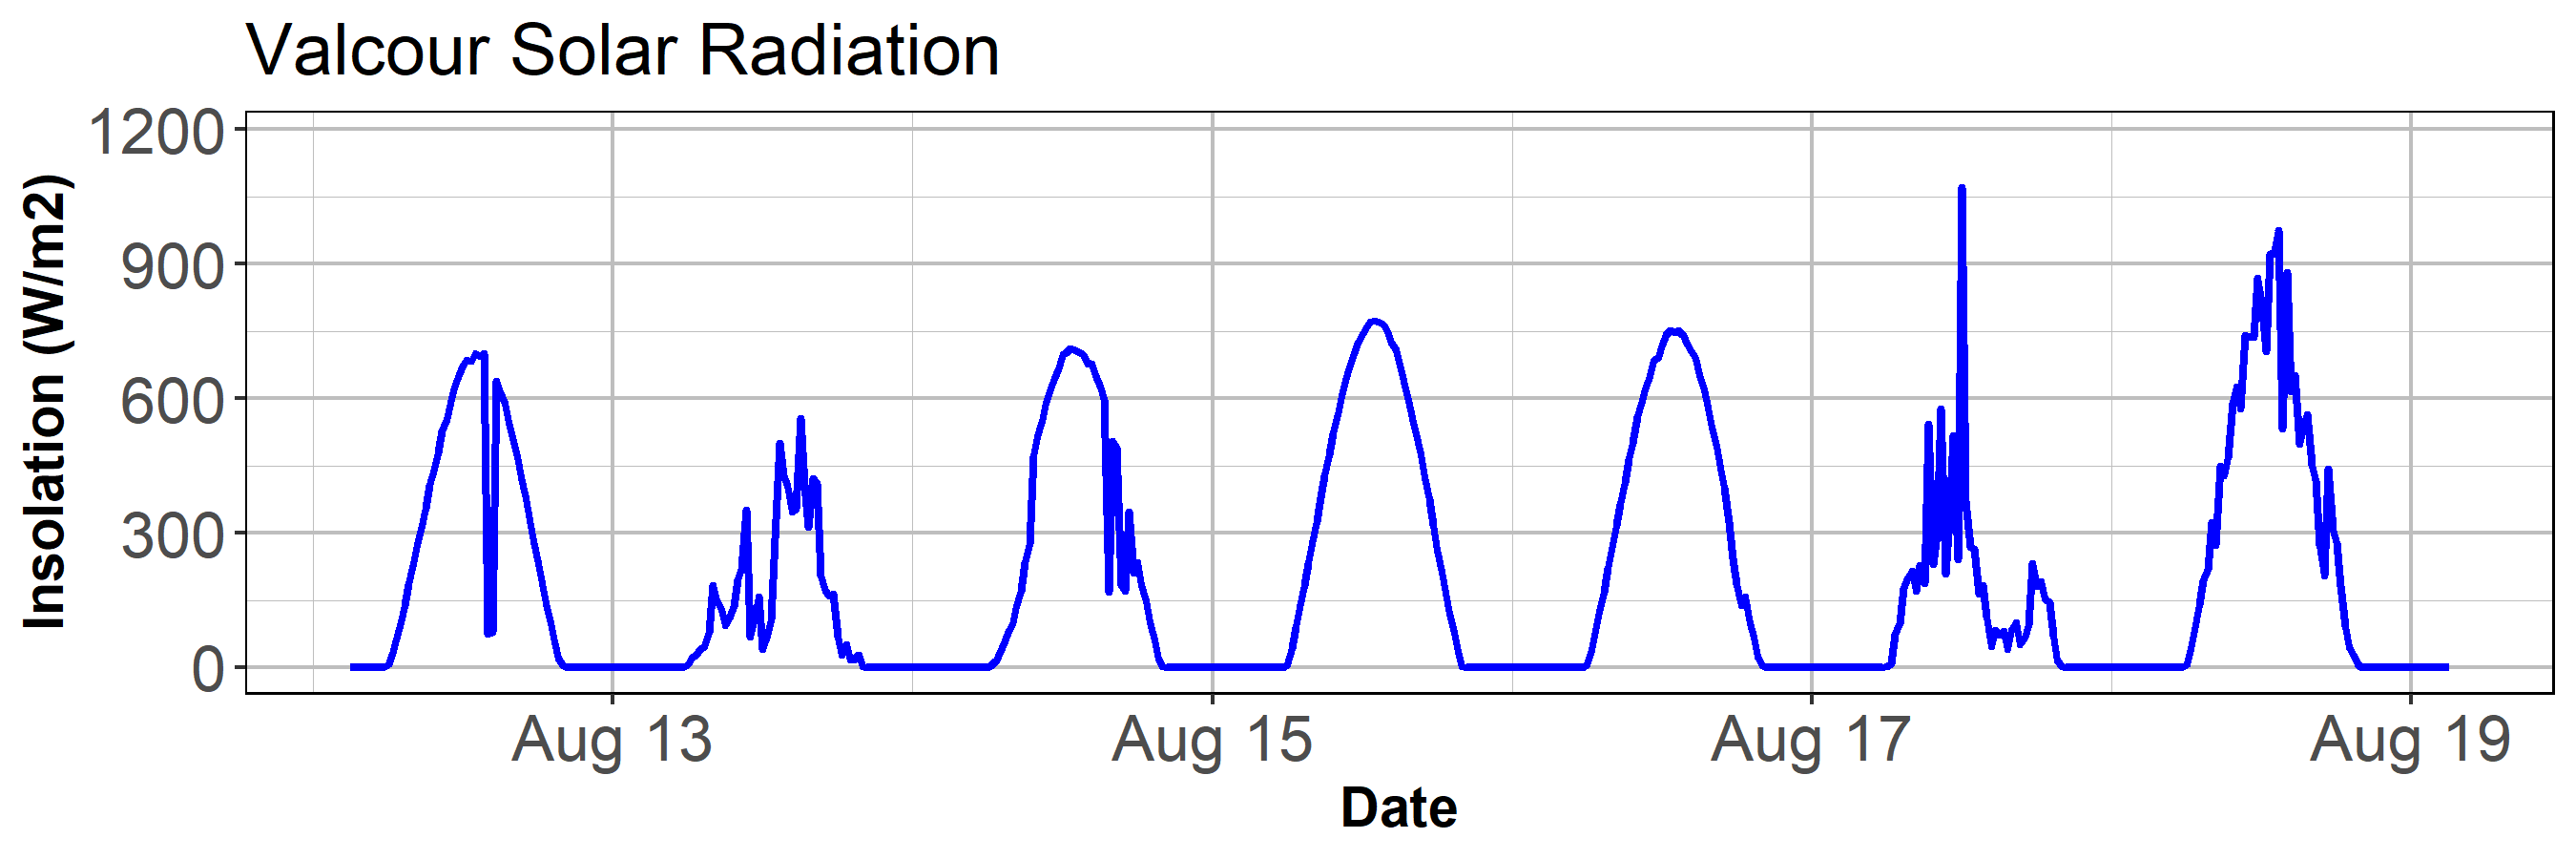 Valcour Solar Radiation
1200
900
600
300
0
Insolation (W/m2)
Aug 13 Aug 15 Aug 17 Aug 19
Date